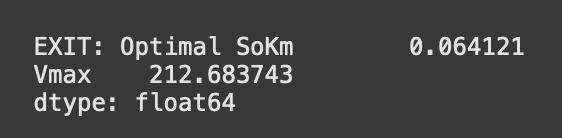 EXIT: Optimal SoKm        0.064121
Vmax    212.683743
dtype: float64